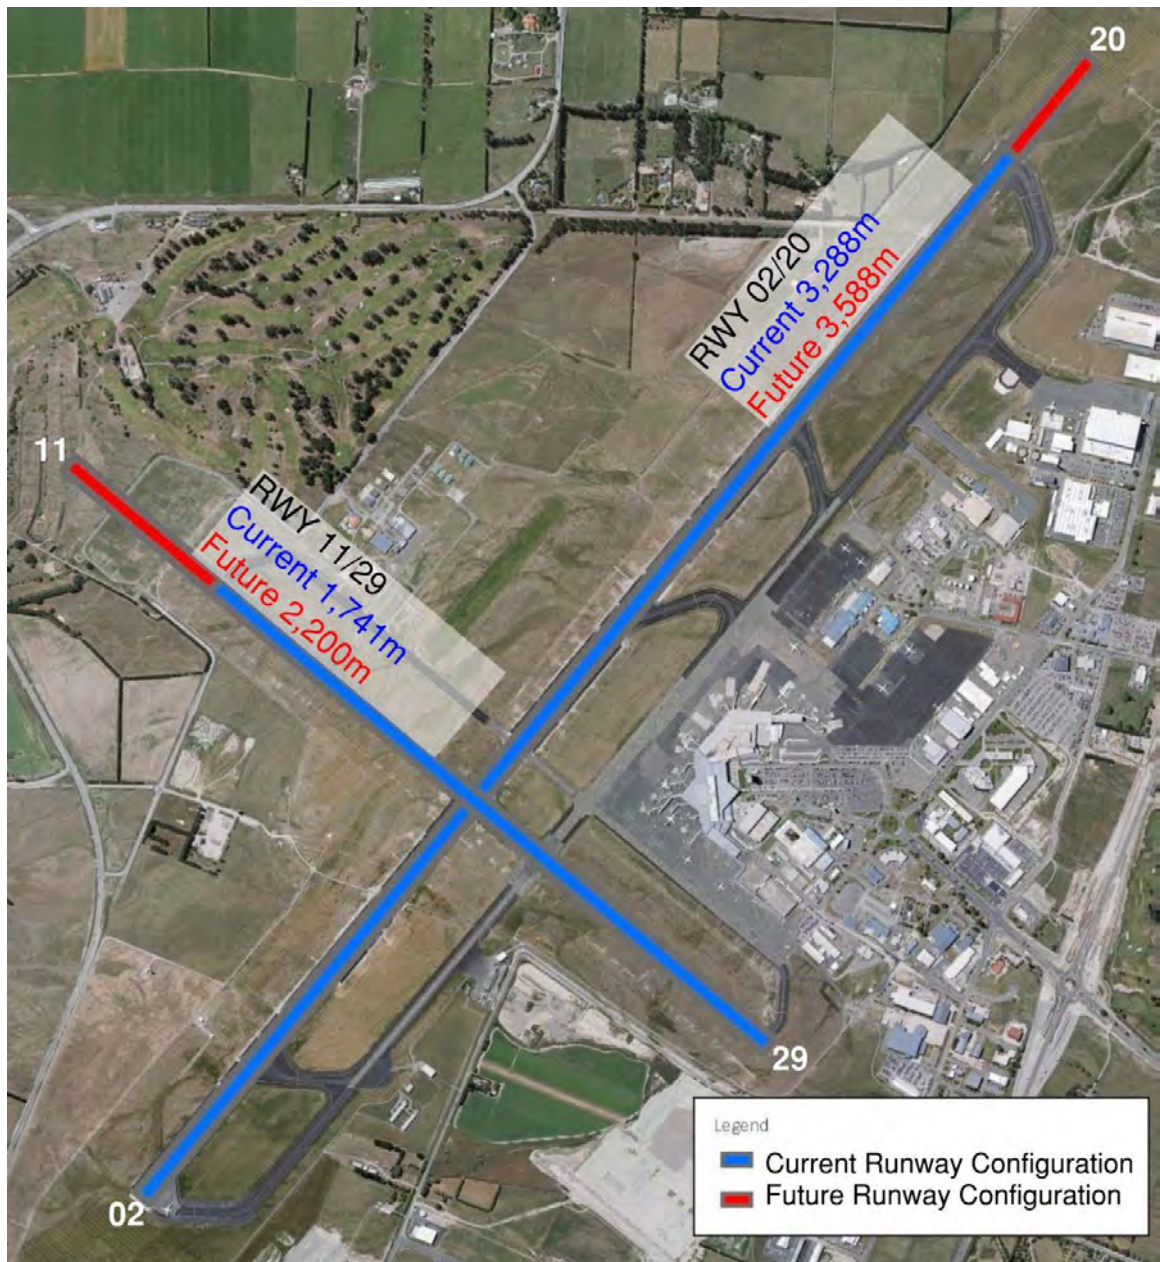 20
RWY 02/20
Current 3,288m
Future 3,588m
11
RWY 11/29
Current 1,741m
Future 2,200m
29
02
Legend
Current Runway Configuration
Future Runway Configuration